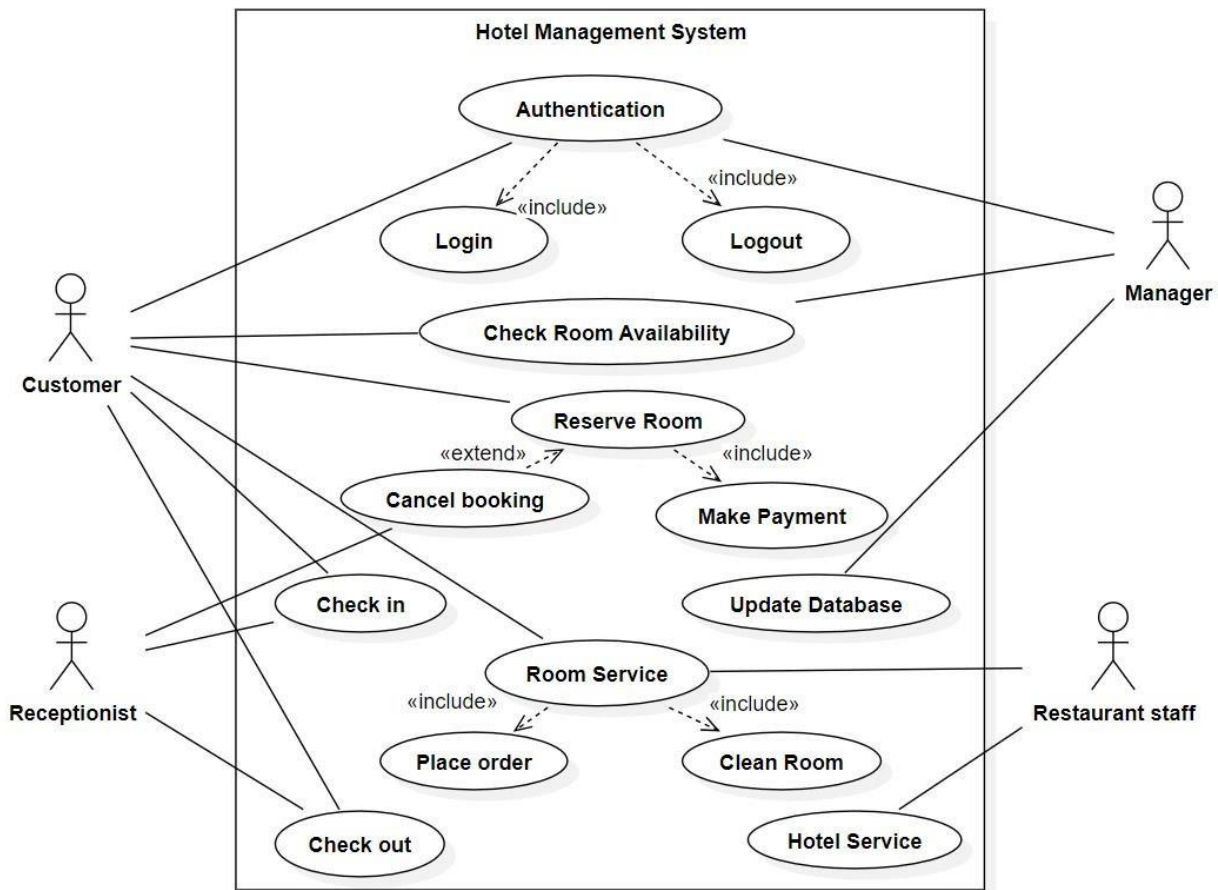 Hotel Management System
Authentication
«include»
«include»
Login
Logout
Manager
Check Room Availability
Customer
Reserve Room
«extend»
«include»
Cancel booking
Make Payment
Check in
Update Database
Room Service
Receptionist
Restaurant staff
«include»
«include»
Place order
Clean Room
Check out
Hotel Service